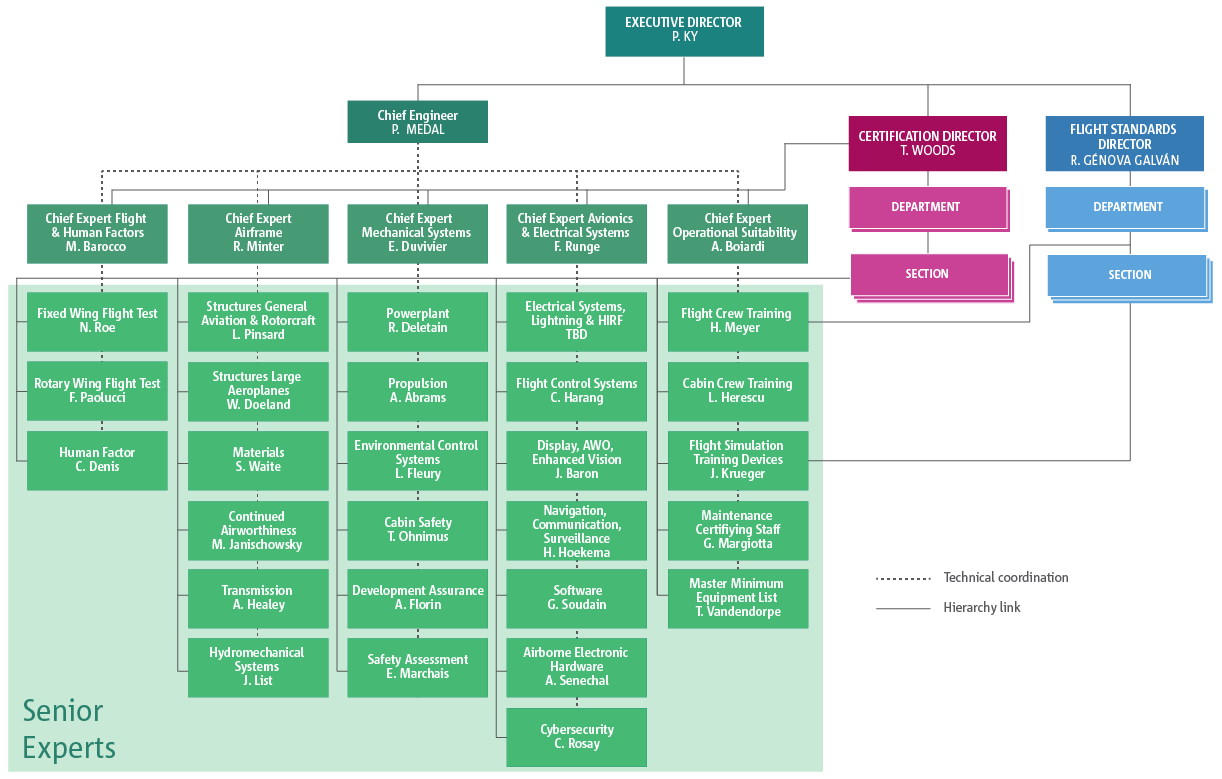 EXECUTIVE DIRECTOR
P. KY
Chief Engineer
P. MEDAL
CERTIFICATION DIRECTOR
T. WOODS
FLIGHT STANDARDS
DIRECTOR
R. GÉNOVA GALVÁN
DEPARTMENT
DEPARTMENT
SECTION
SECTION
Chief Expert Flight
& Human Factors
M. Barocco
Chief Expert
Airframe
R. Minter
Chief Expert
Mechanical Systems
E. Duvivier
Chief Expert Avionics
& Electrical Systems
F. Runge
Chief Expert
Operational Suitability
A. Boiardi
Fixed Wing Flight Test
N. Roe
Rotary Wing Flight Test
F. Paolucci
Human Factor
C. Denis
Structures General
Aviation & Rotorcraft
L. Pinsard
Structures Large
Aeroplanes
W. Doeland
Materials
S. Waite
Continued
Airworthiness
M. Janischowsky
Transmission
A. Healey
Hydromechanical
Systems
J. List
Powerplant
R. Deletain
Propulsion
A. Abrams
Environmental Control
Systems
L. Fleury
Cabin Safety
T. Ohnimus
Development Assurance
A. Florin
Safety Assessment
E. Marchais
Electrical Systems,
Lightning & HIRF
TBD
Flight Control Systems
C. Harang
Display, AWO,
Enhanced Vision
J. Baron
Navigation,
Communication,
Surveillance
H. Hoekema
Software
G. Soudain
Airborne Electronic
Hardware
A. Senechal
Cybersecurity
C. Rosay
Flight Crew Training
H. Meyer
Cabin Crew Training
L. Herescu
Flight Simulation
Training Devices
J. Krueger
Maintenance
Certifiying Staff
G. Margiotta
Master Minimum
Equipment List
T. Vandendorpe
Technical coordination
Hierarchy link
Senior
Experts